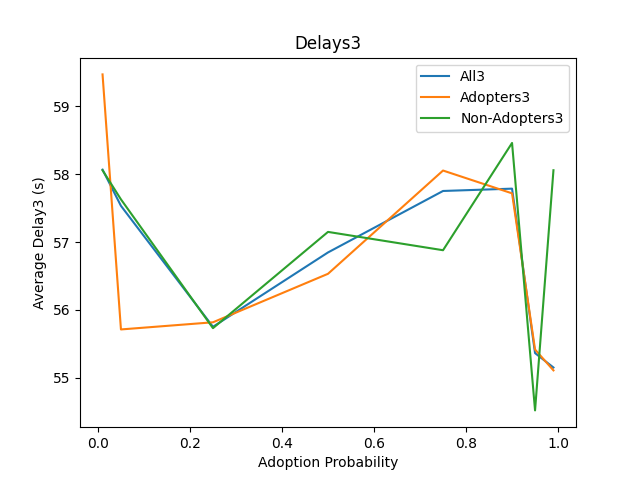 Delays3
All3
Adopters3
Non-Adopters3
Average Delay3 (s)
59
58
57
56
55
0.0 0.2 0.4 0.6 0.8 1.0
Adoption Probability